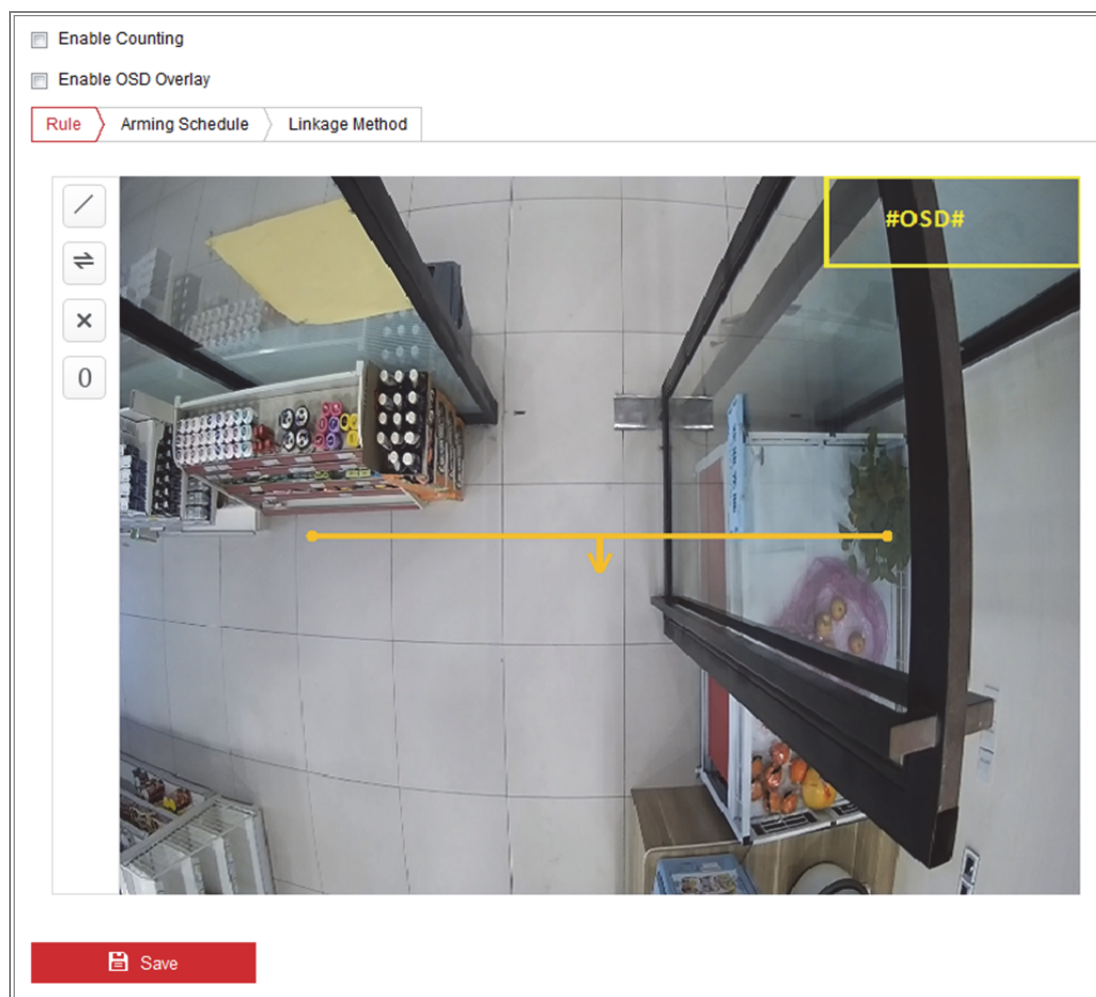 Enable Counting
Enable OSD Overlay
Rule
Arming Schedule
Linkage Method
#OSD#
0
Save